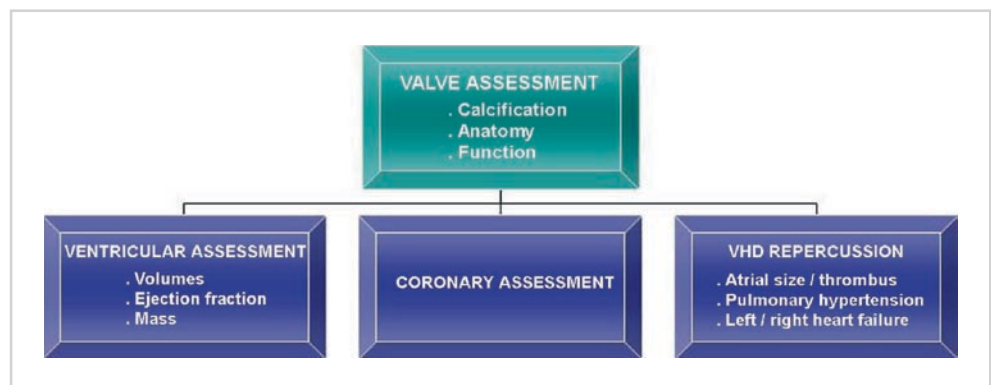 VALVE ASSESSMENT
. Calcification
. Anatomy
. Function
VENTRICULAR ASSESSMENT
. Volumes
. Ejection fraction
. Mass
CORONARY ASSESSMENT
VHD REPERCUSSION
. Atrial size / thrombus
. Pulmonary hypertension
. Left / right heart failure